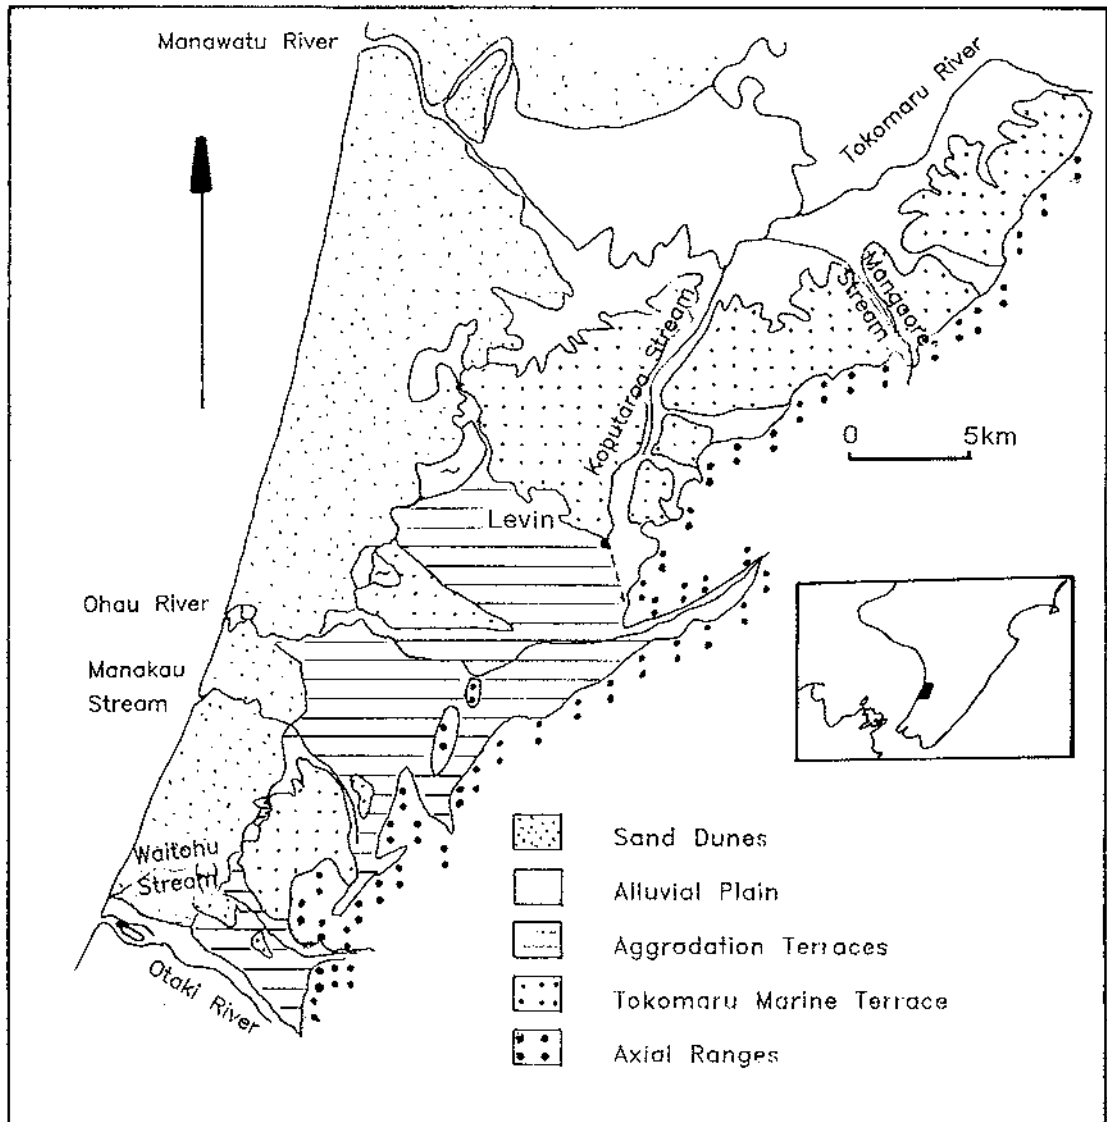 Manawatu River
Tokomaru River
Mangaore
Stream
Koputaroa Stream
0 5km
Levin
Ohau River
Manakau
Stream
Waitohu
Stream
Otaki River
Sand Dunes
Alluvial Plain
Aggradation Terraces
Tokomaru Marine Terrace
Axial Ranges